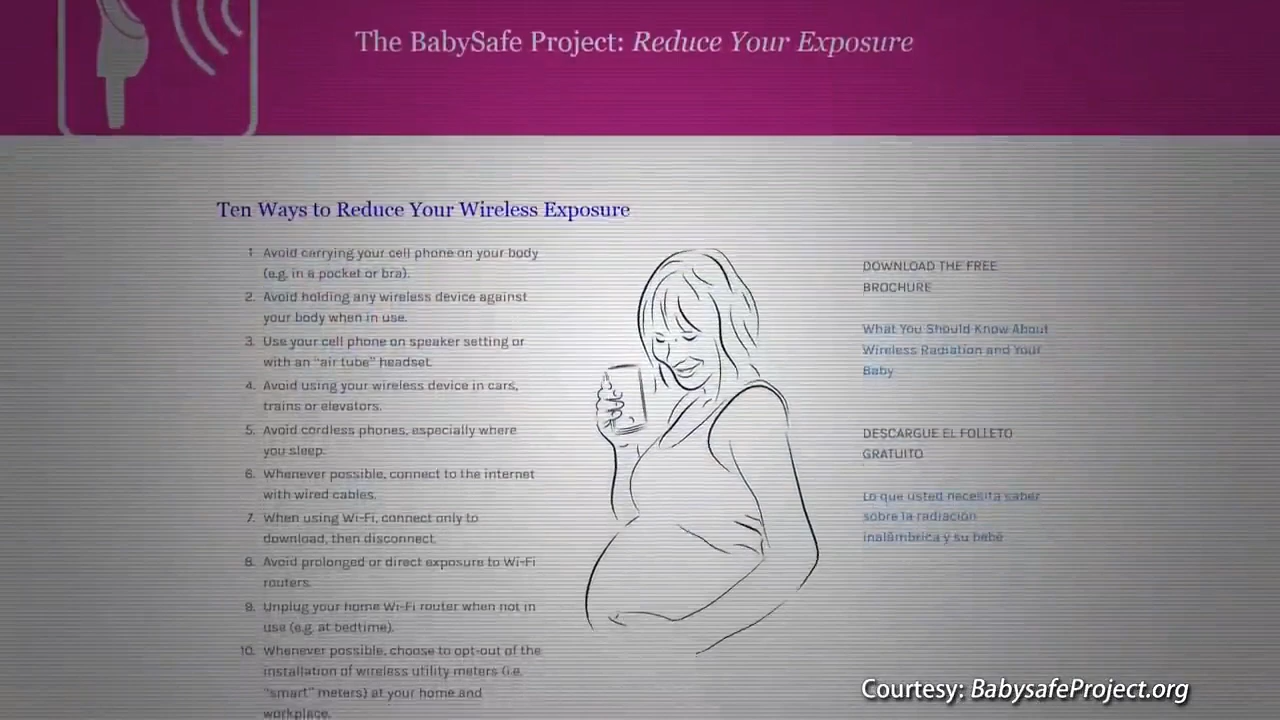 The BabySafe Project: Reduce Your Exposure
Ten Ways to Reduce Your Wireless Exposure
1 Avoid carrying your cell phone on your body
(e.g. in a pocket or bra).
2. Avoid holding any wireless device against
your body when in use.
3. Use your cell phone on speaker setting or
with an "air tube" headset.
4. Avoid using your wireless device in cars,
trains or elevators.
5. Avoid cordless phones, especially where
you sleep.
6. Whenever possible, connect to the internet
with wired cables.
7. When using Wi-Fi, connect only to
download, then disconnect.
8. Avoid prolonged or direct exposure to Wi-Fi
routers.
9. Unplug your home Wi-Fi router when not in
use (e.g. at bedtime).
10. Whenever possible, choose to opt-out of the
installation of wireless utility meters (i.e.
"smart" meters) at your home and
workplace.
DOWNLOAD THE FREE
BROCHURE
What You Should Know About
Wireless Radiation and Your
Baby
DESCARGUE EL FOLLETO
GRATUITO
Lo que usted necesita saber
sobre la radiación
inalámbrica y su bebé
Courtesy: BabysafeProject.org